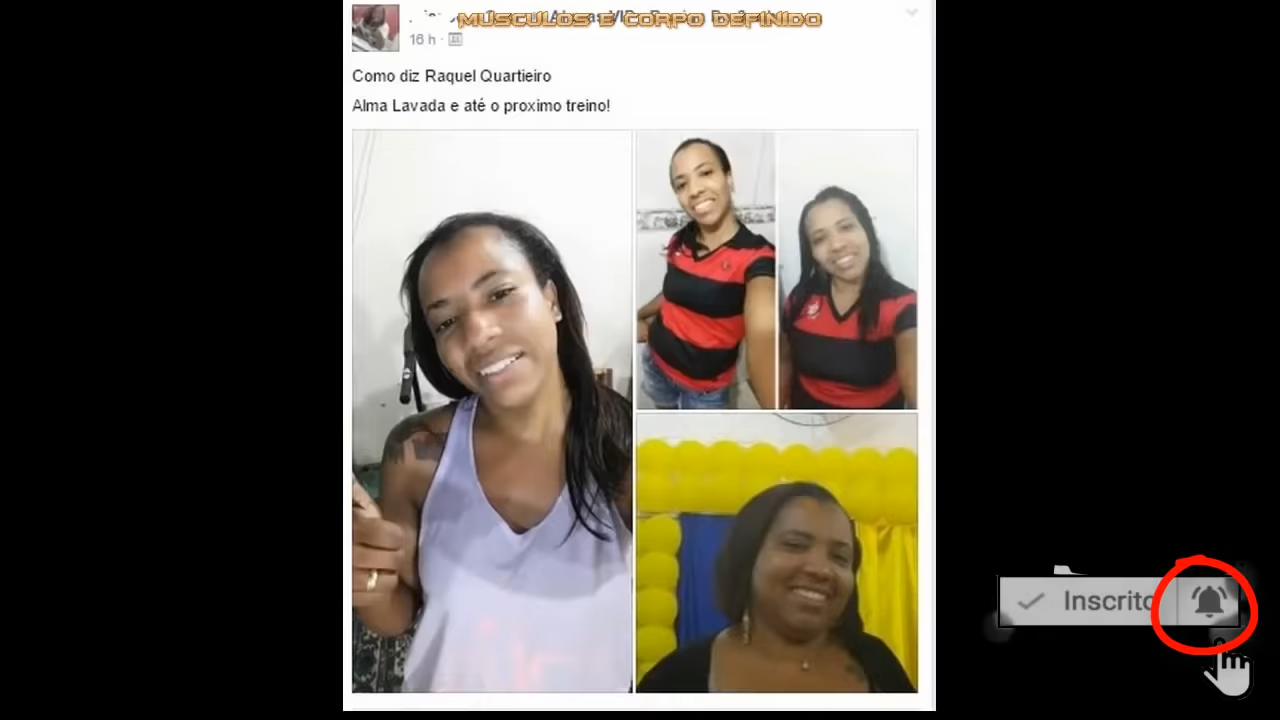 MÚSCULOS E CORPO DEFINIDO
16 h
Como diz Raquel Quartieiro
Alma Lavada e até o proximo treino!
Inscrito